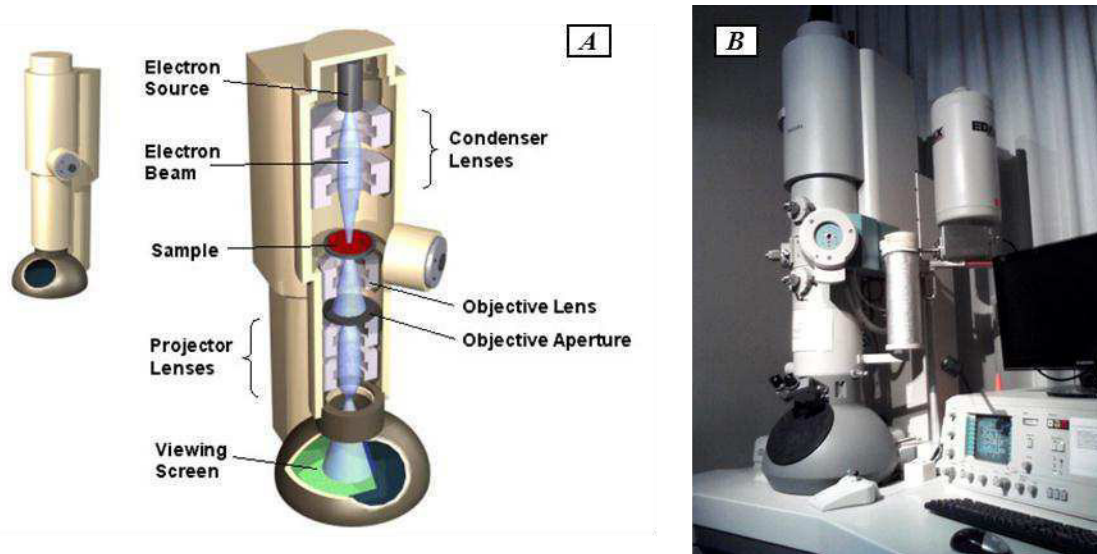 A
Electron
Source
Condenser
Lenses
Electron
Beam
Sample
Objective Lens
Objective Aperture
Projector
Lenses
Viewing
Screen
B